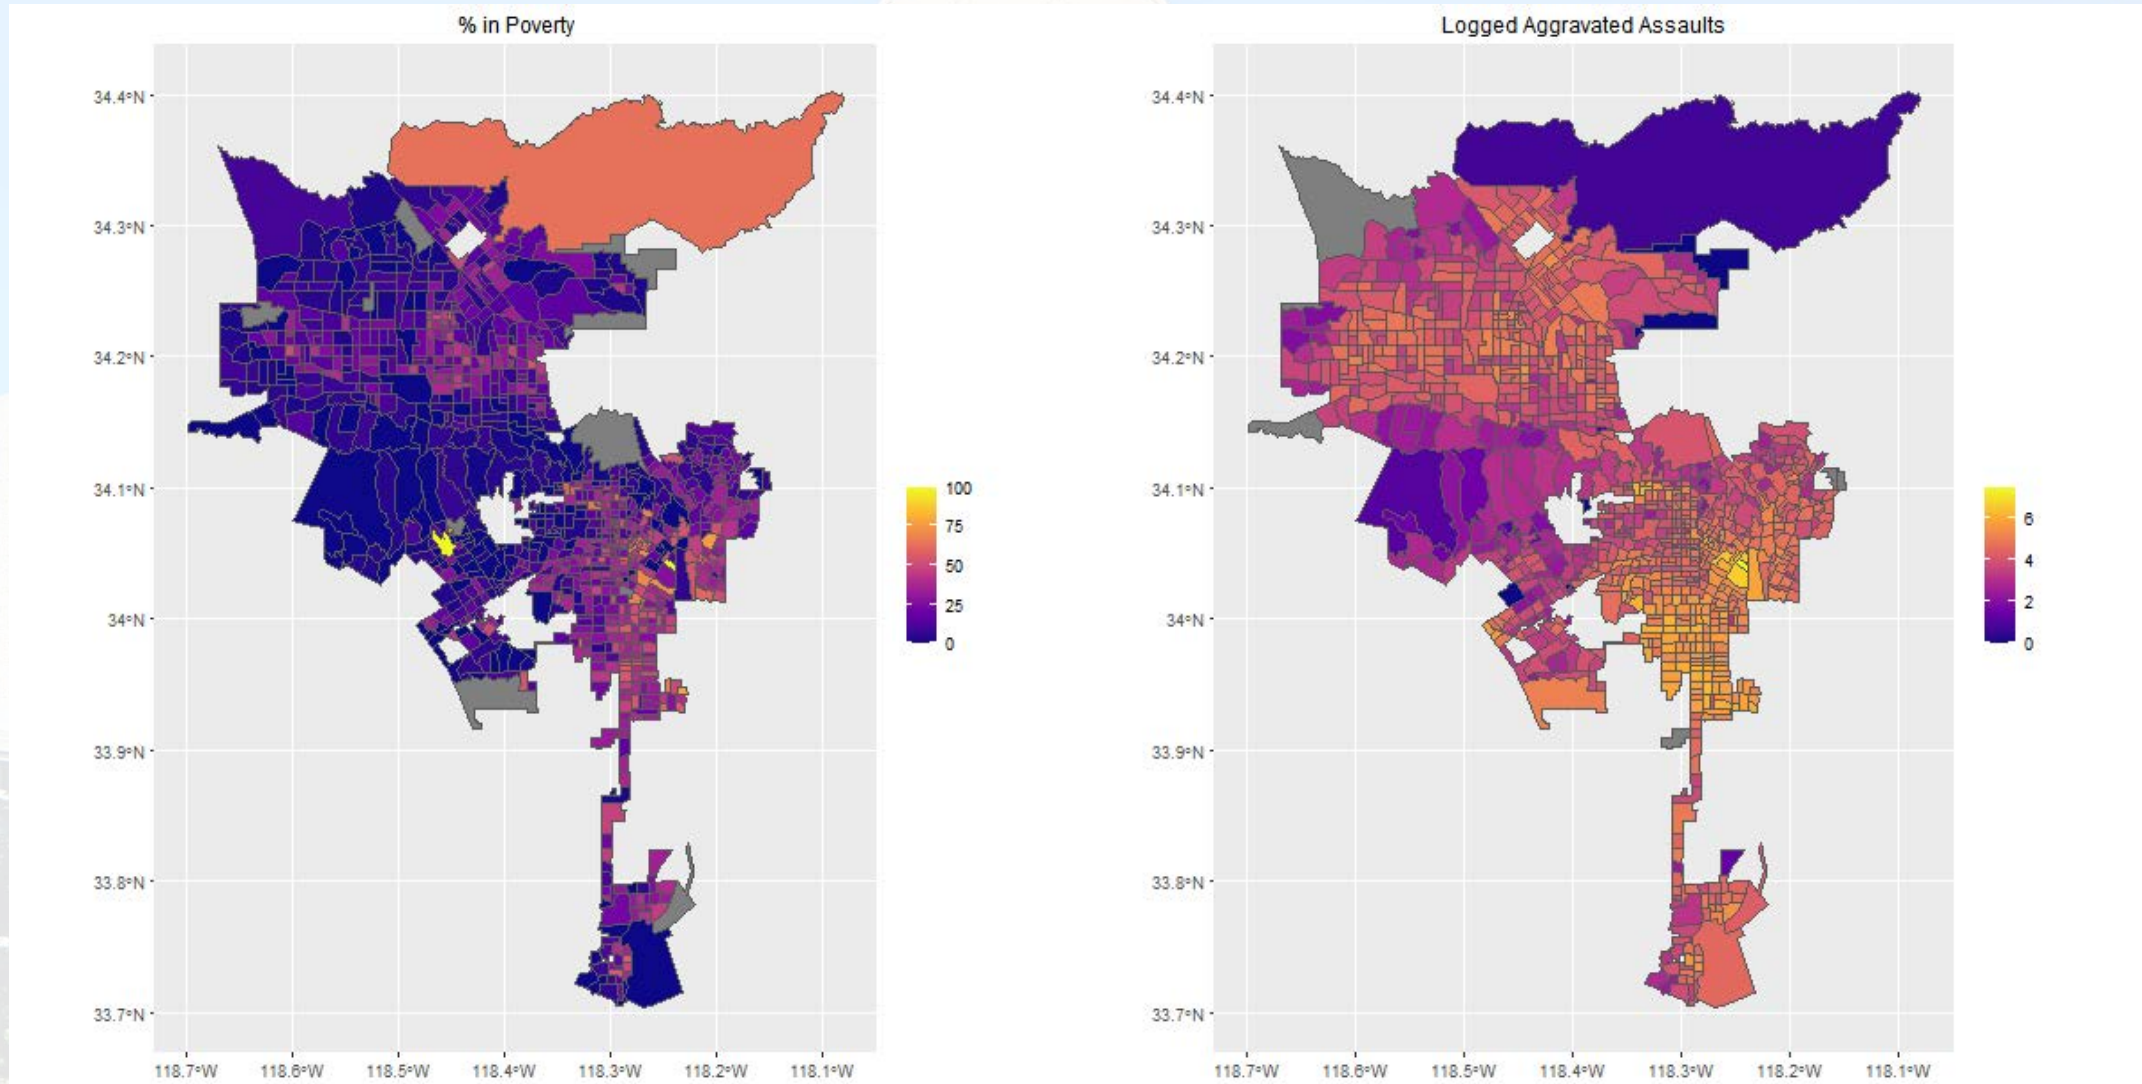 % in Poverty
34.4°N
34.3°N
34.2°N
34.1°N
34°N
33.9°N
33.8°N
33.7°N
118.7°W 118.6°W 118.5°W 118.4°W 118.3°W 118.2°W 118.1°W
100
75
50
25
0
Logged Aggravated Assaults
34.4°N
34.3°N
34.2°N
34.1°N
34°N
33.9°N
33.8°N
33.7°N
118.7°W 118.6°W 118.5°W 118.4°W 118.3°W 118.2°W 118.1°W
6
4
2
0